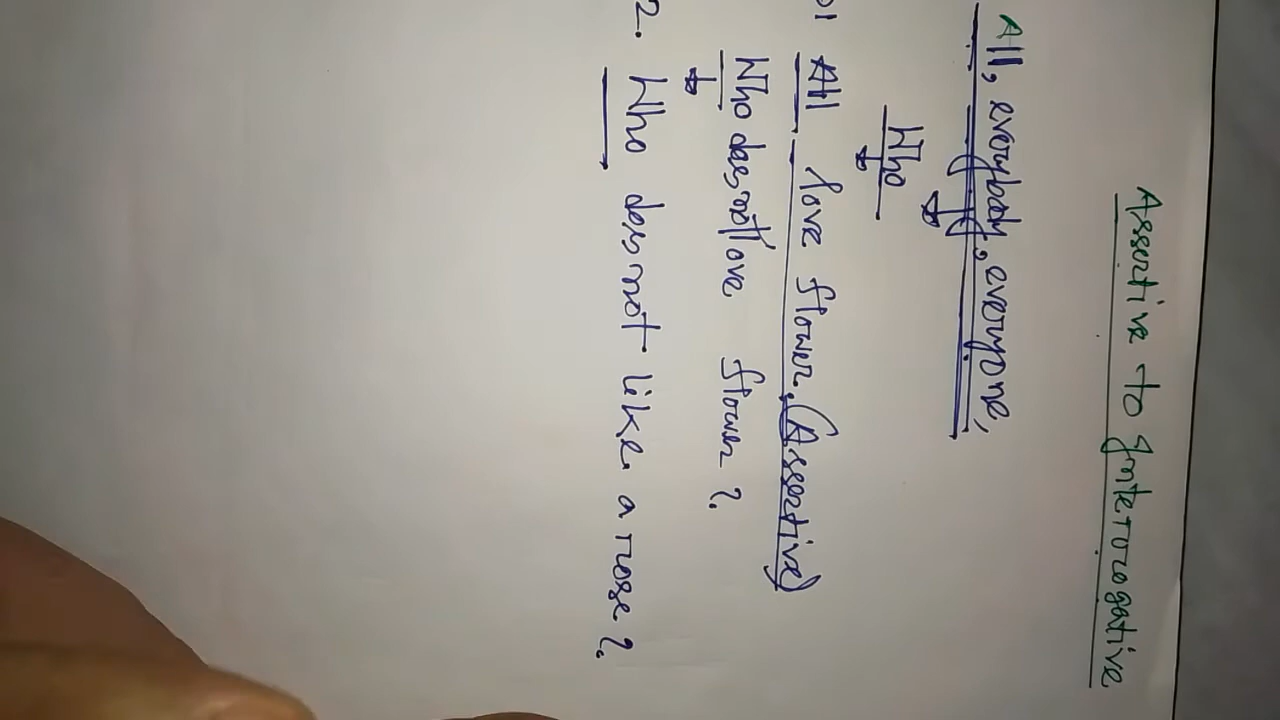 Assertive to Interrogative
All, everybody, everyone,
Who
01 All love flower. (Assertive)
Who does not love flower?.
2. Who does not like a rose?.